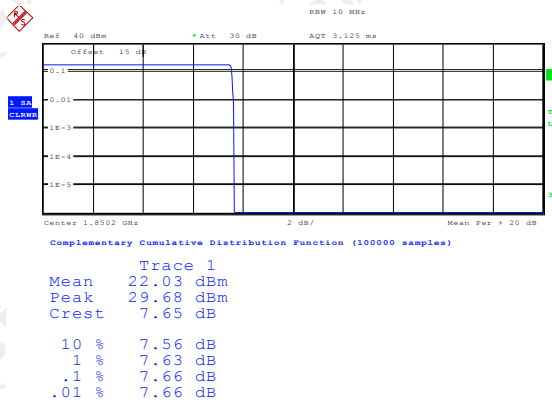 R S
RBW 10 MHz
Ref 40 dBm * Att 30 dB AQT 3.125 ms
Offset 15 dB
0.1
0.01
1 SA
CLRWR
1E-3
1E-4
1E-5
T
L
3
Center 1.8502 GHz 2 dB/ Mean Pwr + 20 dB
Complementary Cumulative Distribution Function (100000 samples)
Trace 1
Mean 22.03 dBm
Peak 29.68 dBm
Crest 7.65 dB
10 % 7.56 dB
1 % 7.63 dB
.1 % 7.66 dB
.01 % 7.66 dB